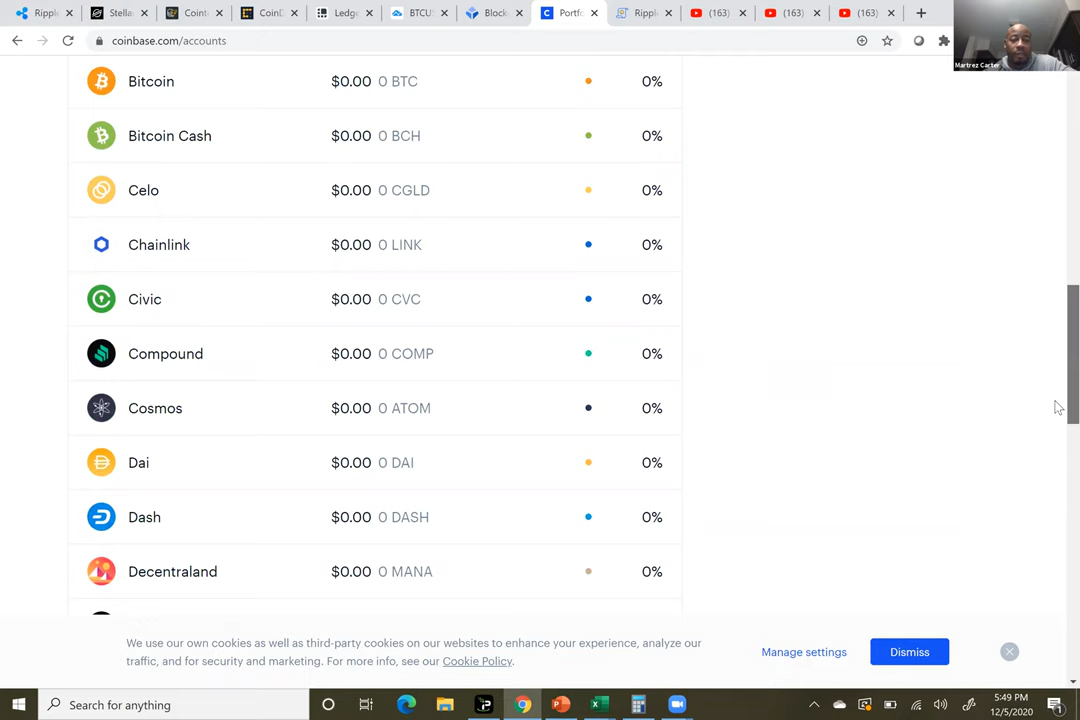 Rippl
Stella
Coint
CoinD
Ledge
BTCU
Block
Portfo
Ripple
(163)
(163)
(163)
coinbase.com/accounts
Martrez Carter
Bitcoin $0.00 0 BTC 0%
Bitcoin Cash $0.00 0 BCH 0%
Celo $0.00 0 CGLD 0%
Chainlink $0.00 0 LINK 0%
Civic $0.00 0 CVC 0%
Compound $0.00 0 COMP 0%
Cosmos $0.00 0 ATOM 0%
Dai $0.00 0 DAI 0%
Dash $0.00 0 DASH 0%
Decentraland $0.00 0 MANA 0%
We use our own cookies as well as third-party cookies on our websites to enhance your experience, analyze our
traffic, and for security and marketing. For more info, see our Cookie Policy.
Manage settings
Dismiss
Search for anything
5:49 PM
12/5/2020
1